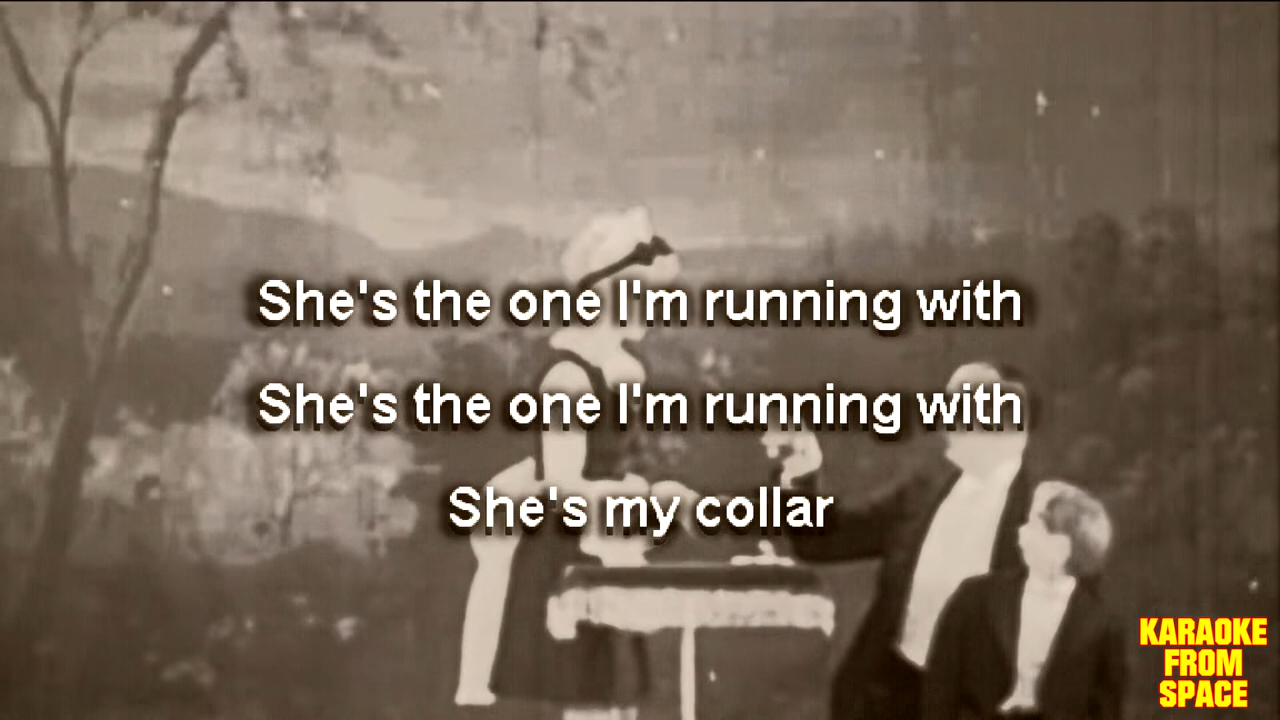 She's the one I'm running with
She's the one I'm running with
She's my collar
KARAOKE
FROM
SPACE